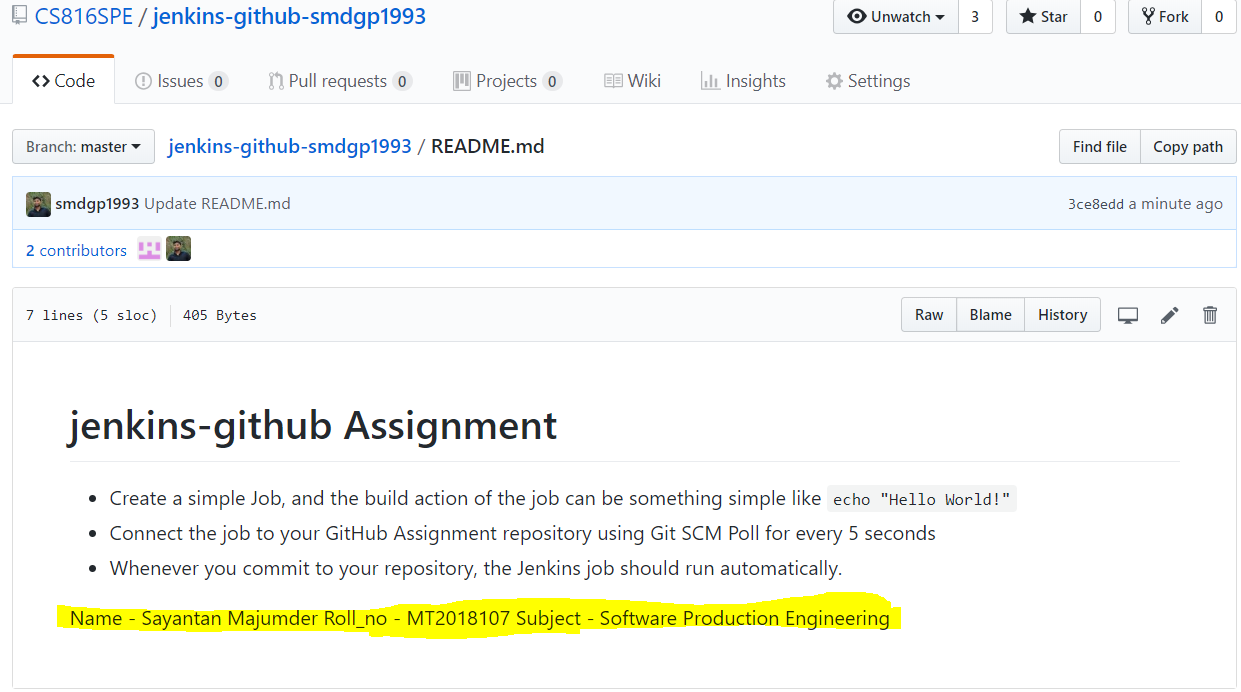 CS816SPE / jenkins-github-smdgp1993 Unwatch 3 Star 0 Fork 0
Code Issues 0 Pull requests 0 Projects 0 Wiki Insights Settings
Branch: master jenkins-github-smdgp1993 / README.md Find file Copy path
smdgp1993 Update README.md 3ce8edd a minute ago
2 contributors
7 lines (5 sloc) 405 Bytes Raw Blame History
jenkins-github Assignment
• Create a simple Job, and the build action of the job can be something simple like echo "Hello World!"
• Connect the job to your GitHub Assignment repository using Git SCM Poll for every 5 seconds
• Whenever you commit to your repository, the Jenkins job should run automatically.
Name - Sayantan Majumder Roll_no - MT2018107 Subject - Software Production Engineering